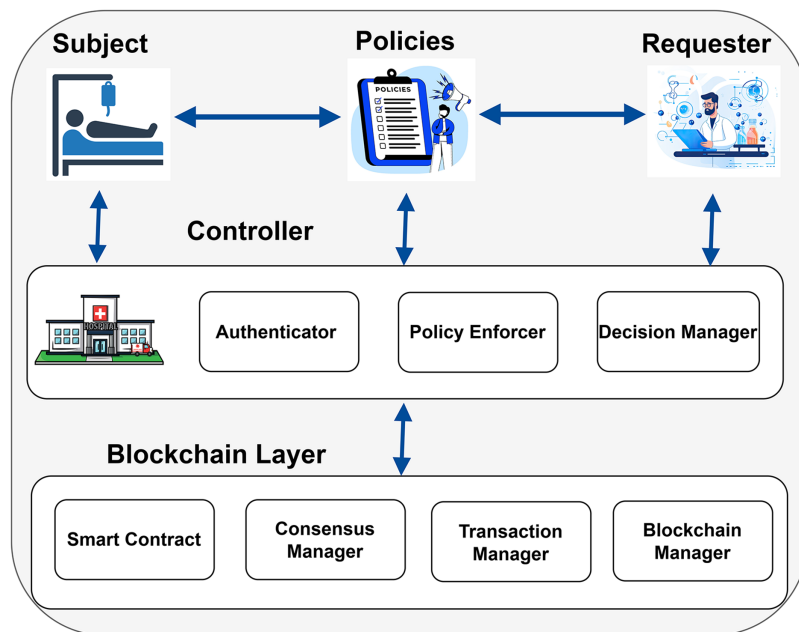 Subject
Policies
Requester
POLICIES
Controller
HOSPITAL
Authenticator
Policy Enforcer
Decision Manager
Blockchain Layer
Smart Contract
Consensus
Manager
Transaction
Manager
Blockchain
Manager